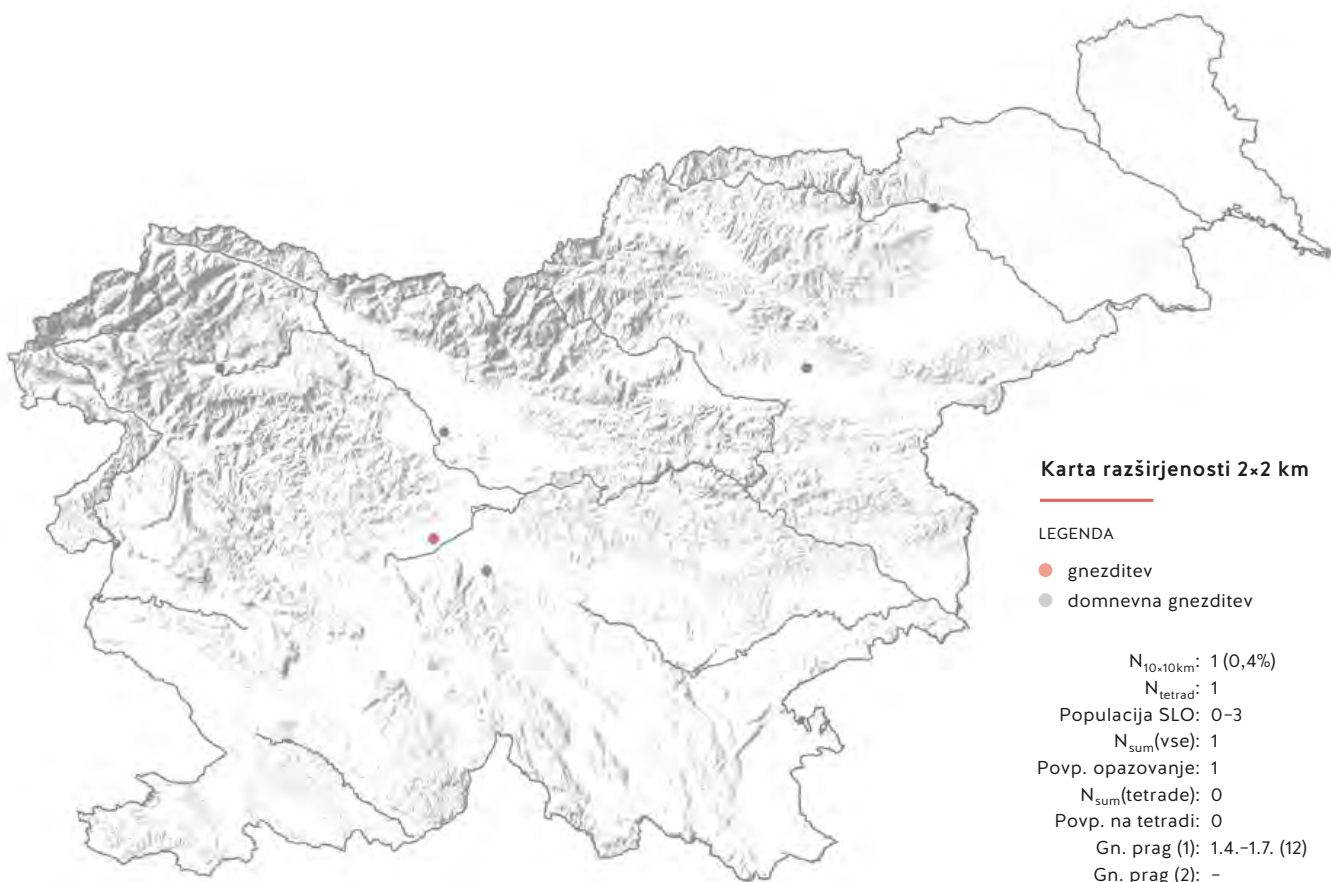 Karta razširjenosti 2×2 km
LEGENDA
gnezditev
domnevna gnezditev
N10×10km: 1 (0,4%)
Ntetrad: 1
Populacija SLO: 0–3
Nsum(vse): 1
Povp. opazovanje: 1
Nsum(tetrade): 0
Povp. na tetradi: 0
Gn. prag (1): 1.4.–1.7. (12)
Gn. prag (2): –